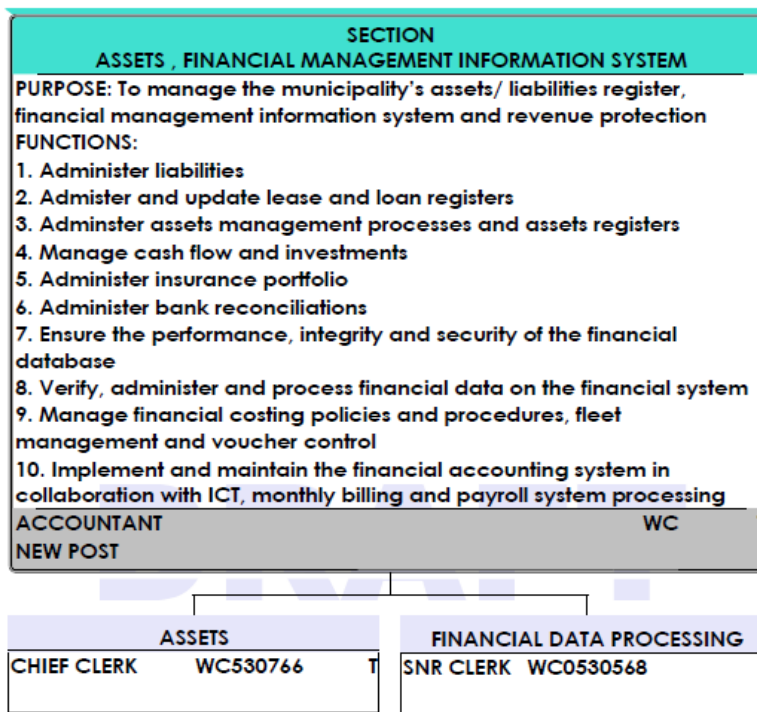 SECTION
ASSETS , FINANCIAL MANAGEMENT INFORMATION SYSTEM
PURPOSE: To manage the municipality's assets/ liabilities register,
financial management information system and revenue protection
FUNCTIONS:
1. Administer liabilities
2. Admister and update lease and loan registers
3. Adminster assets management processes and assets registers
4. Manage cash flow and investments
5. Administer insurance portfolio
6. Administer bank reconciliations
7. Ensure the performance, integrity and security of the financial
database
8. Verify, administer and process financial data on the financial system
9. Manage financial costing policies and procedures, fleet
management and voucher control
10. Implement and maintain the financial accounting system in
collaboration with ICT, monthly billing and payroll system processing
ACCOUNTANT WC
NEW POST
DRAFT
ASSETS
CHIEF CLERK WC530766 T
FINANCIAL DATA PROCESSING
SNR CLERK WC0530568